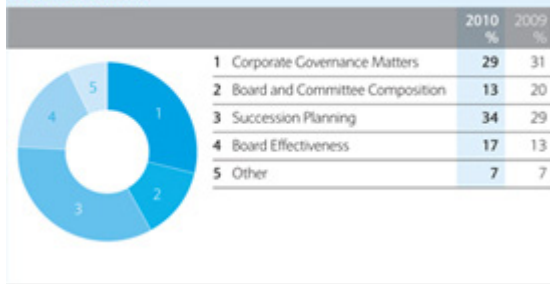 2010 2009
% %
1 Corporate Governance Matters 29 31
2 Board and Committee Composition 13 20
3 Succession Planning 34 29
4 Board Effectiveness 17 13
5 Other 7 7
5
1
4
2
3